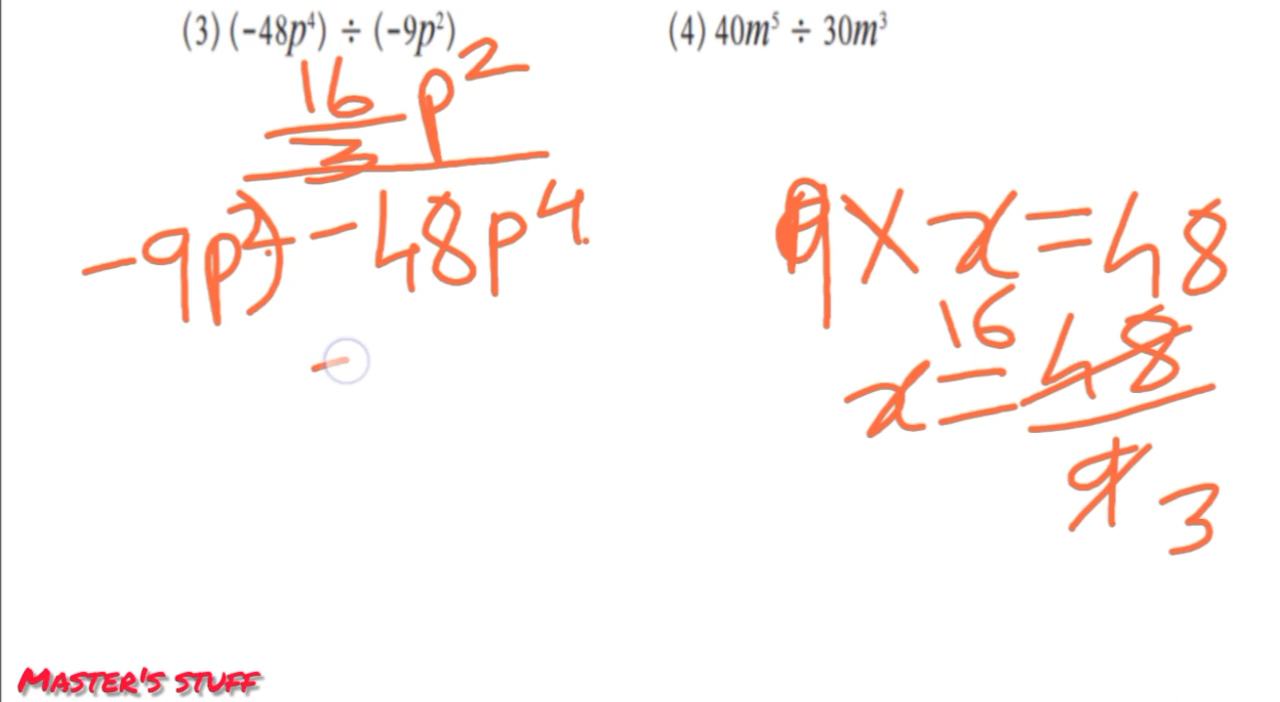 (3) (−48p⁴) ÷ (−9p²)
(4) 40m⁵ ÷ 30m³
16/3 p²
−9p²) −48p⁴
−
9 × x = 48
x = 48/9
16
3
MASTER'S STUFF